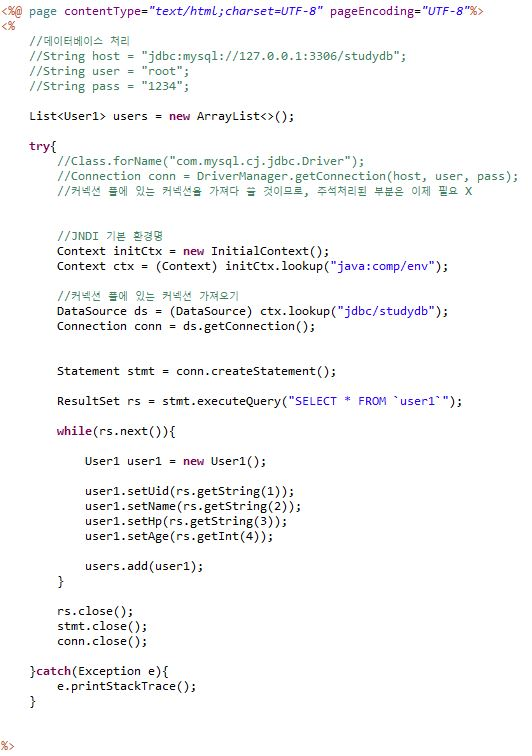 <%@ page contentType="text/html;charset=UTF-8" pageEncoding="UTF-8"%>
<%
//데이터베이스 처리
//String host = "jdbc:mysql://127.0.0.1:3306/studydb";
//String user = "root";
//String pass = "1234";
List<User1> users = new ArrayList<>();
try{
//Class.forName("com.mysql.cj.jdbc.Driver");
//Connection conn = DriverManager.getConnection(host, user, pass);
//커넥션 풀에 있는 커넥션을 가져다 쓸 것이므로, 주석처리된 부분은 이제 필요 X
//JNDI 기본 환경명
Context initCtx = new InitialContext();
Context ctx = (Context) initCtx.lookup("java:comp/env");
//커넥션 풀에 있는 커넥션 가져오기
DataSource ds = (DataSource) ctx.lookup("jdbc/studydb");
Connection conn = ds.getConnection();
Statement stmt = conn.createStatement();
ResultSet rs = stmt.executeQuery("SELECT * FROM `user1`");
while(rs.next()){
User1 user1 = new User1();
user1.setUid(rs.getString(1));
user1.setName(rs.getString(2));
user1.setHp(rs.getString(3));
user1.setAge(rs.getInt(4));
users.add(user1);
}
rs.close();
stmt.close();
conn.close();
}catch(Exception e){
e.printStackTrace();
}
%>